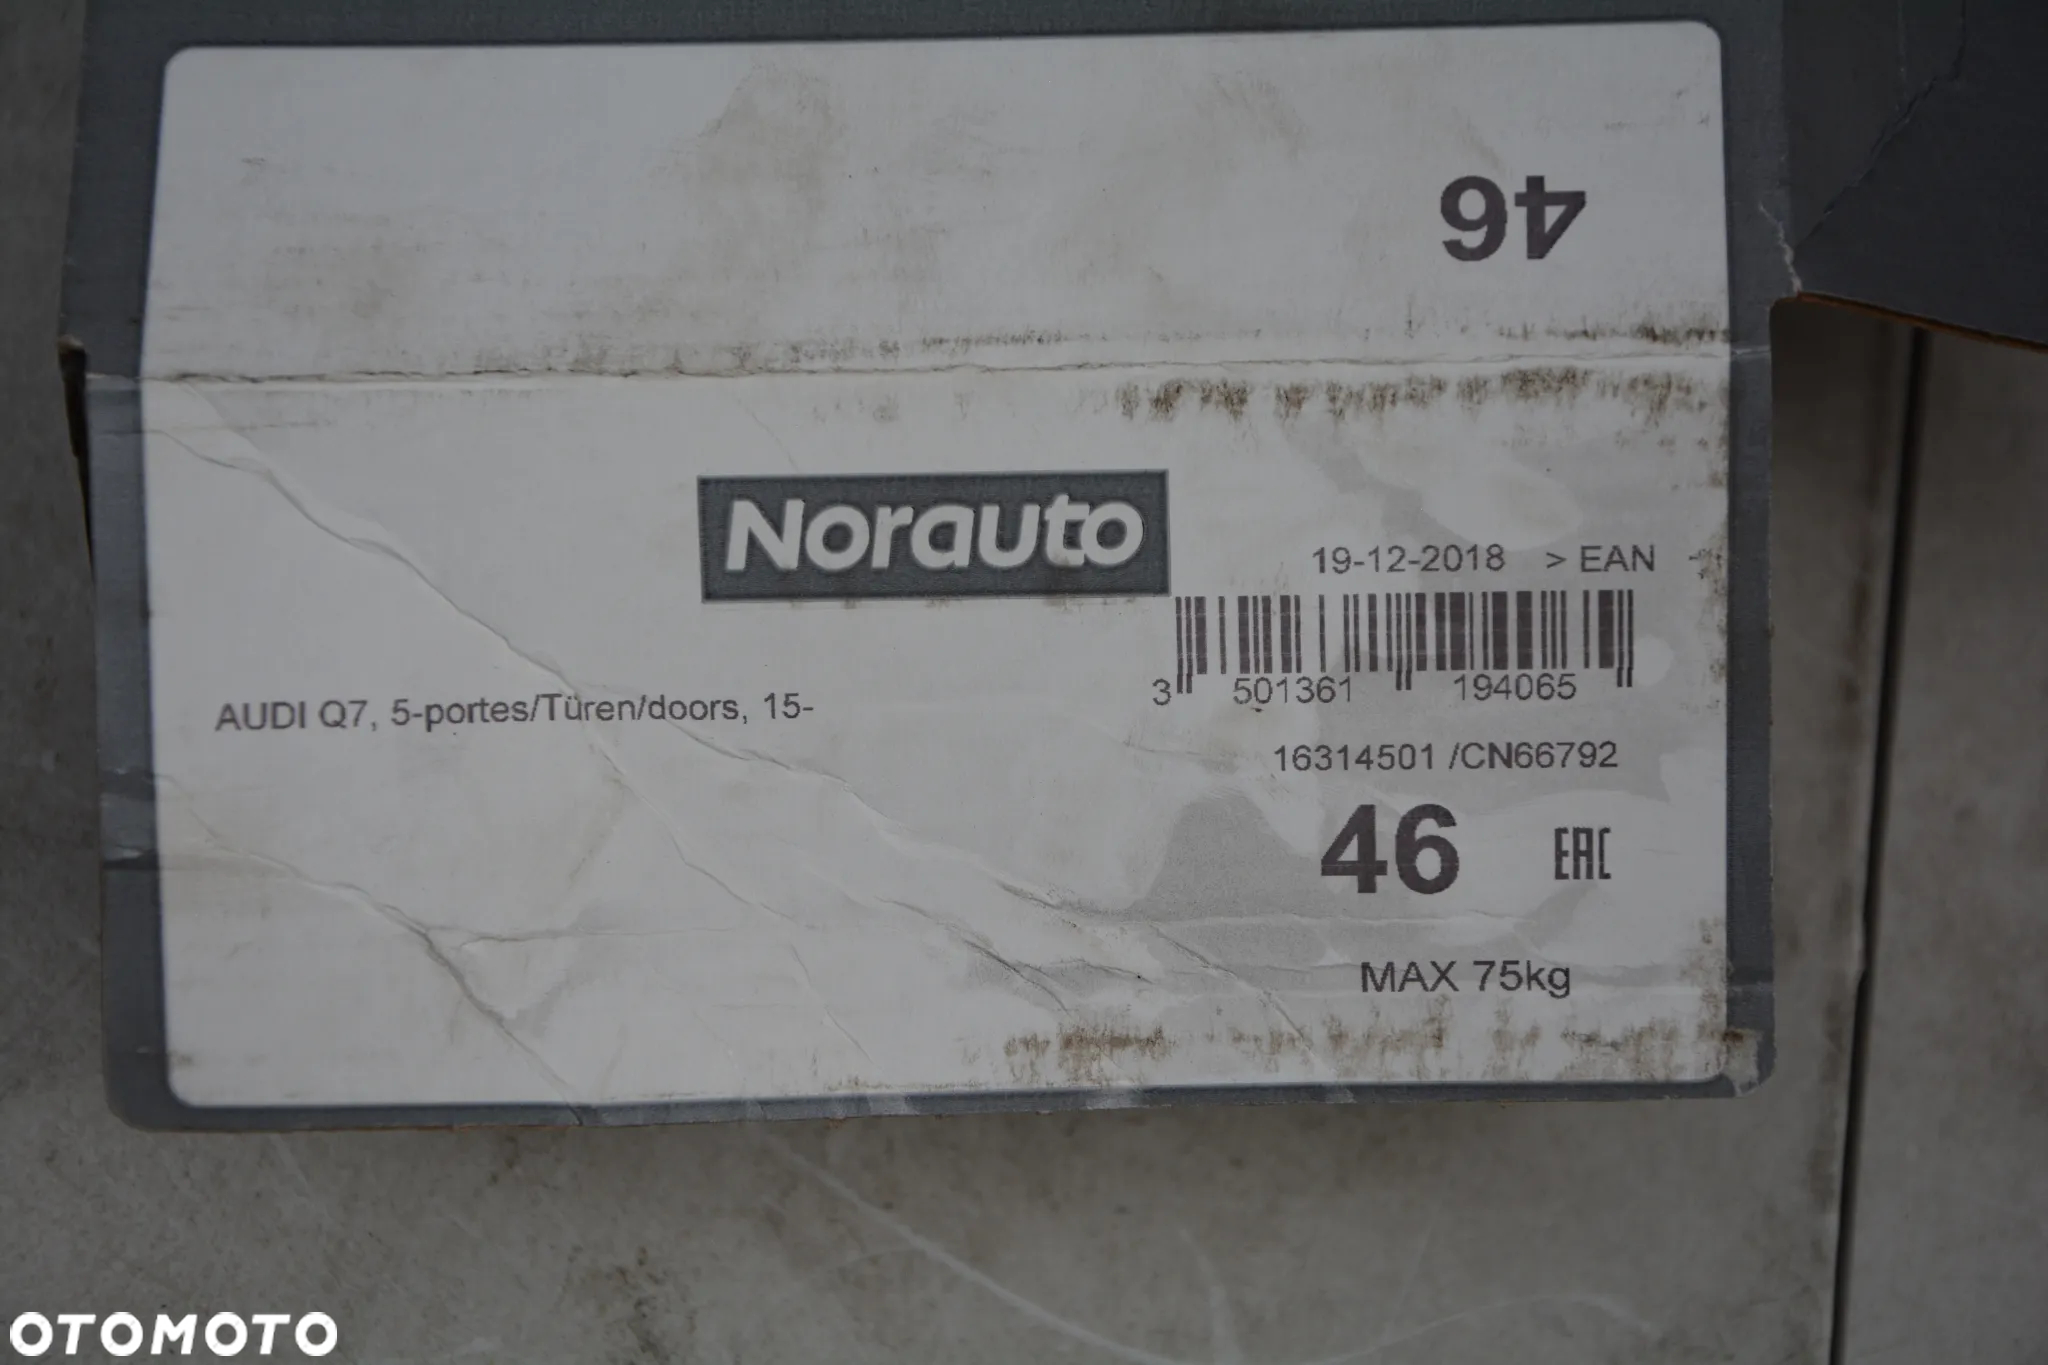 46
Norauto
19-12-2018 > EAN
3 501361 194065
AUDI Q7, 5-portes/Türen/doors, 15-
16314501 /CN66792
46 EAC
MAX 75kg
OTOMOTO